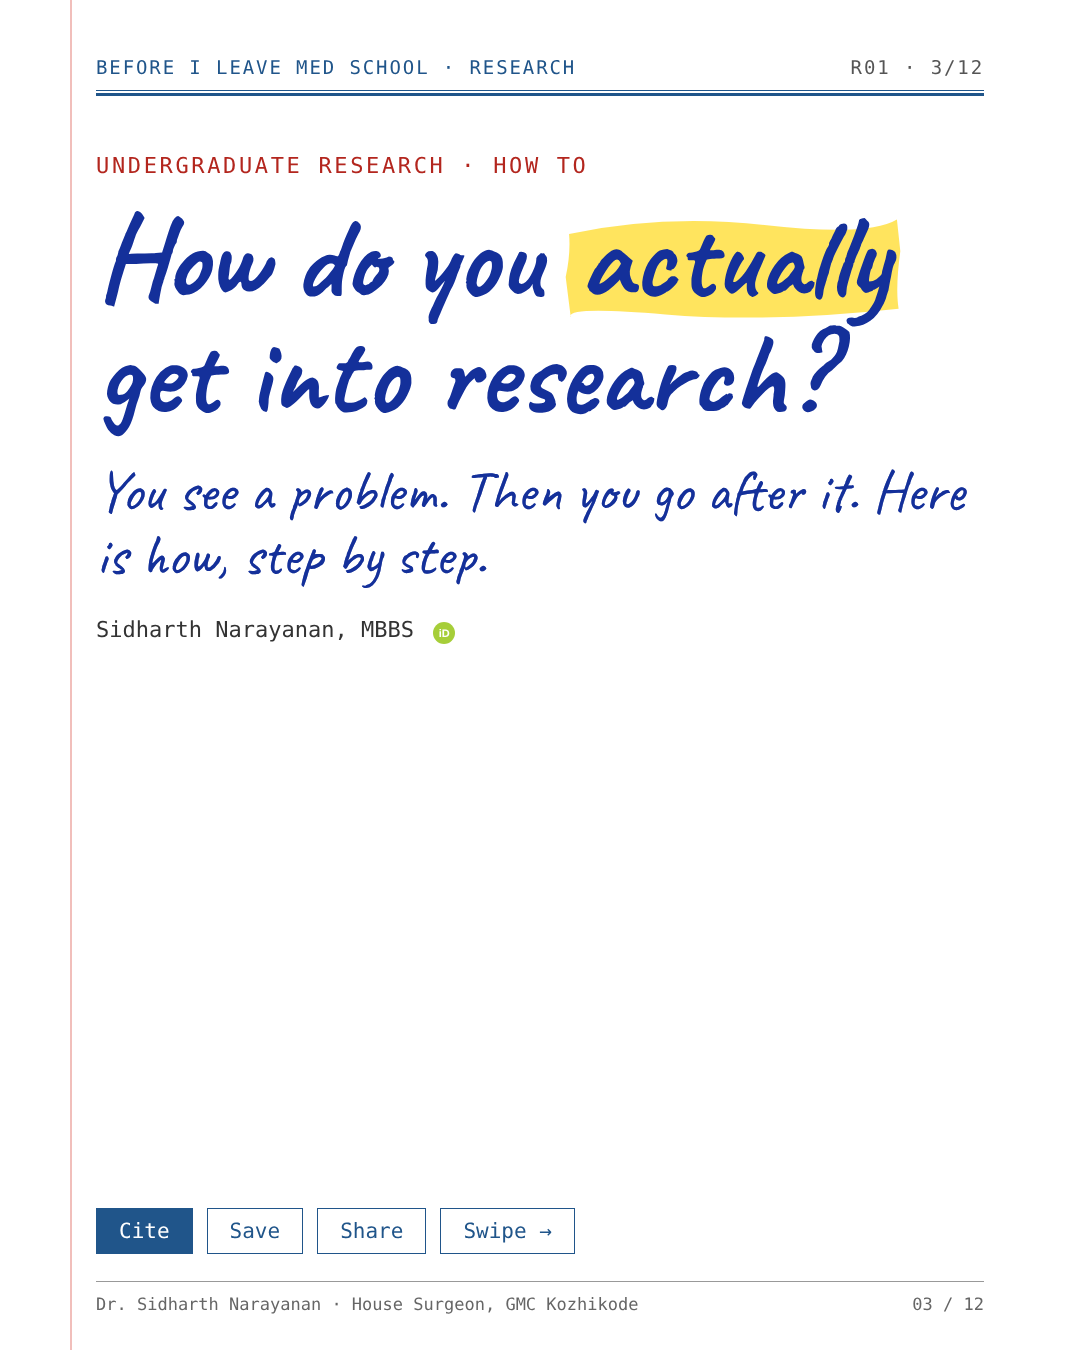 BEFORE I LEAVE MED SCHOOL · RESEARCH
R01 · 3/12
UNDERGRADUATE RESEARCH · HOW TO
How do you actually
get into research?
You see a problem. Then you go after it. Here
is how, step by step.
Sidharth Narayanan, MBBS iD
Cite
Save
Share
Swipe →
Dr. Sidharth Narayanan · House Surgeon, GMC Kozhikode
03 / 12